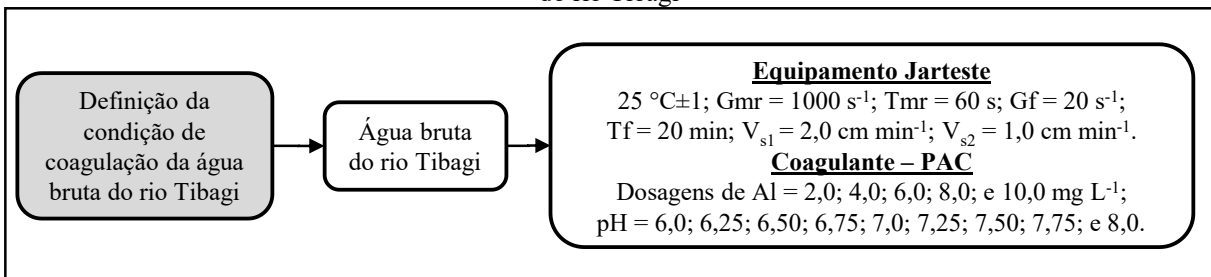 do rio Tibagi
Definição da
condição de
coagulação da água
bruta do rio Tibagi
Água bruta
do rio Tibagi
Equipamento Jarteste
25 °C±1; Gmr = 1000 s-1; Tmr = 60 s; Gf = 20 s-1;
Tf = 20 min; Vs1 = 2,0 cm min-1; Vs2 = 1,0 cm min-1.
Coagulante – PAC
Dosagens de Al = 2,0; 4,0; 6,0; 8,0; e 10,0 mg L-1;
pH = 6,0; 6,25; 6,50; 6,75; 7,0; 7,25; 7,50; 7,75; e 8,0.